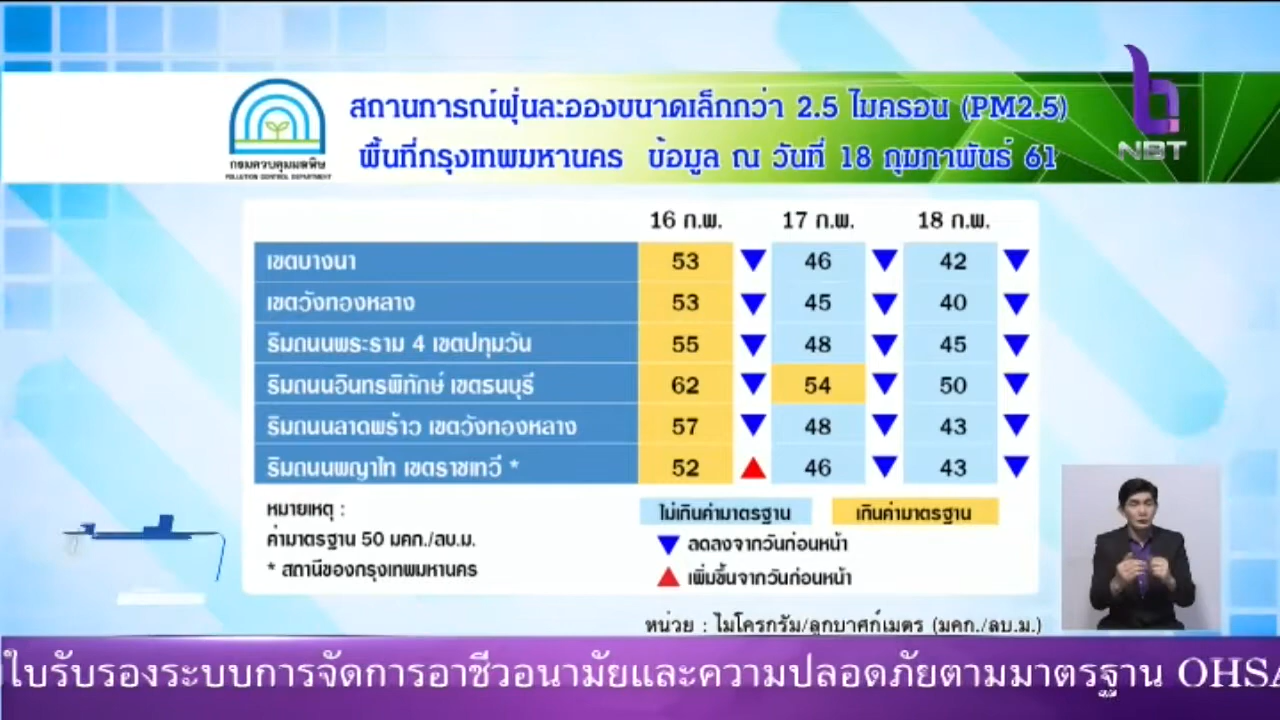 สถานการณ์ฝุ่นละอองขนาดเล็กกว่า 2.5 ไมครอน (PM2.5)
พื้นที่กรุงเทพมหานคร ข้อมูล ณ วันที่ 18 กุมภาพันธ์ 61
กรมควบคุมมลพิษ
POLLUTION CONTROL DEPARTMENT
NBT
16 ก.พ. 17 ก.พ. 18 ก.พ.
เขตบางนา 53 ▼ 46 ▼ 42 ▼
เขตวังทองหลาง 53 ▼ 45 ▼ 40 ▼
ริมถนนพระราม 4 เขตปทุมวัน 55 ▼ 48 ▼ 45 ▼
ริมถนนอินทรพิทักษ์ เขตธนบุรี 62 ▼ 54 ▼ 50 ▼
ริมถนนลาดพร้าว เขตวังทองหลาง 57 ▼ 48 ▼ 43 ▼
ริมถนนพญาไท เขตราชเทวี * 52 ▲ 46 ▼ 43 ▼
หมายเหตุ :
ค่ามาตรฐาน 50 มคก./ลบ.ม.
* สถานีของกรุงเทพมหานคร
ไม่เกินค่ามาตรฐาน เกินค่ามาตรฐาน
▼ ลดลงจากวันก่อนหน้า
▲ เพิ่มขึ้นจากวันก่อนหน้า
หน่วย : ไมโครกรัม/ลูกบาศก์เมตร (มคก./ลบ.ม.)
ใบรับรองระบบการจัดการอาชีวอนามัยและความปลอดภัยตามมาตรฐาน OHSA